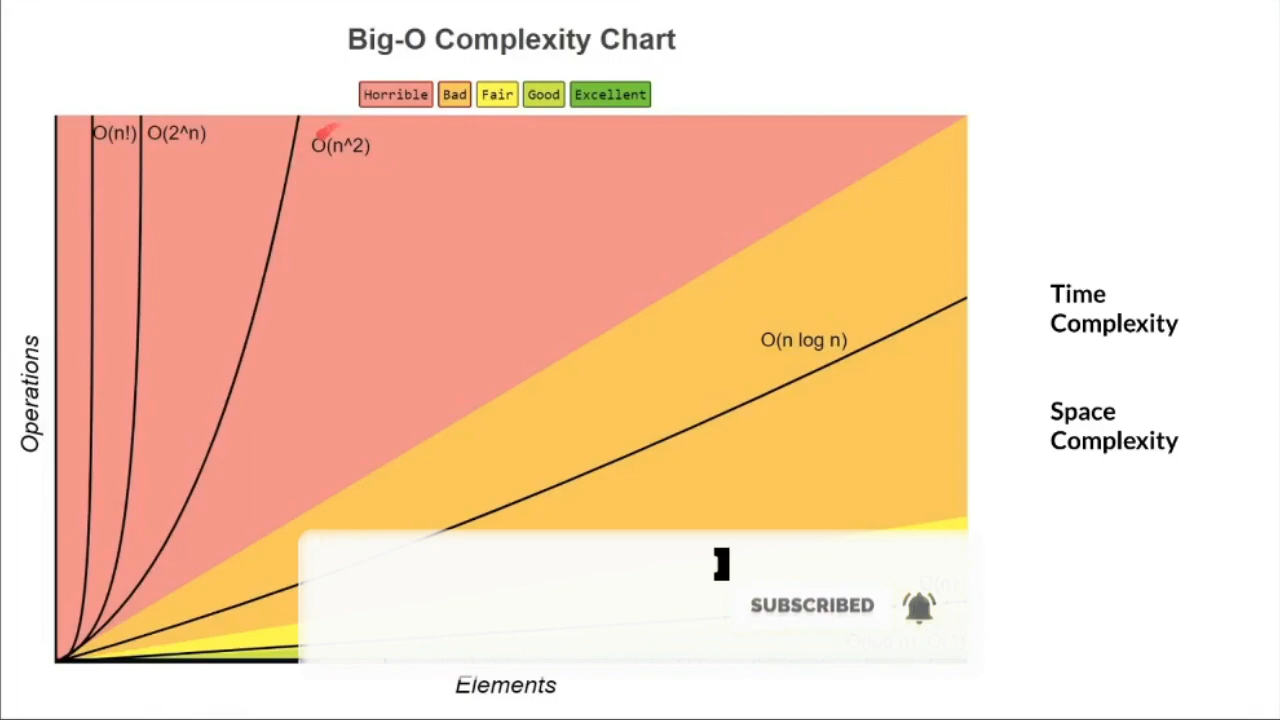 Big-O Complexity Chart
Horrible Bad Fair Good Excellent
O(n!) O(2^n)
O(n^2)
Time
Complexity
O(n log n)
Operations
Space
Complexity
O(n)
SUBSCRIBED
Elements